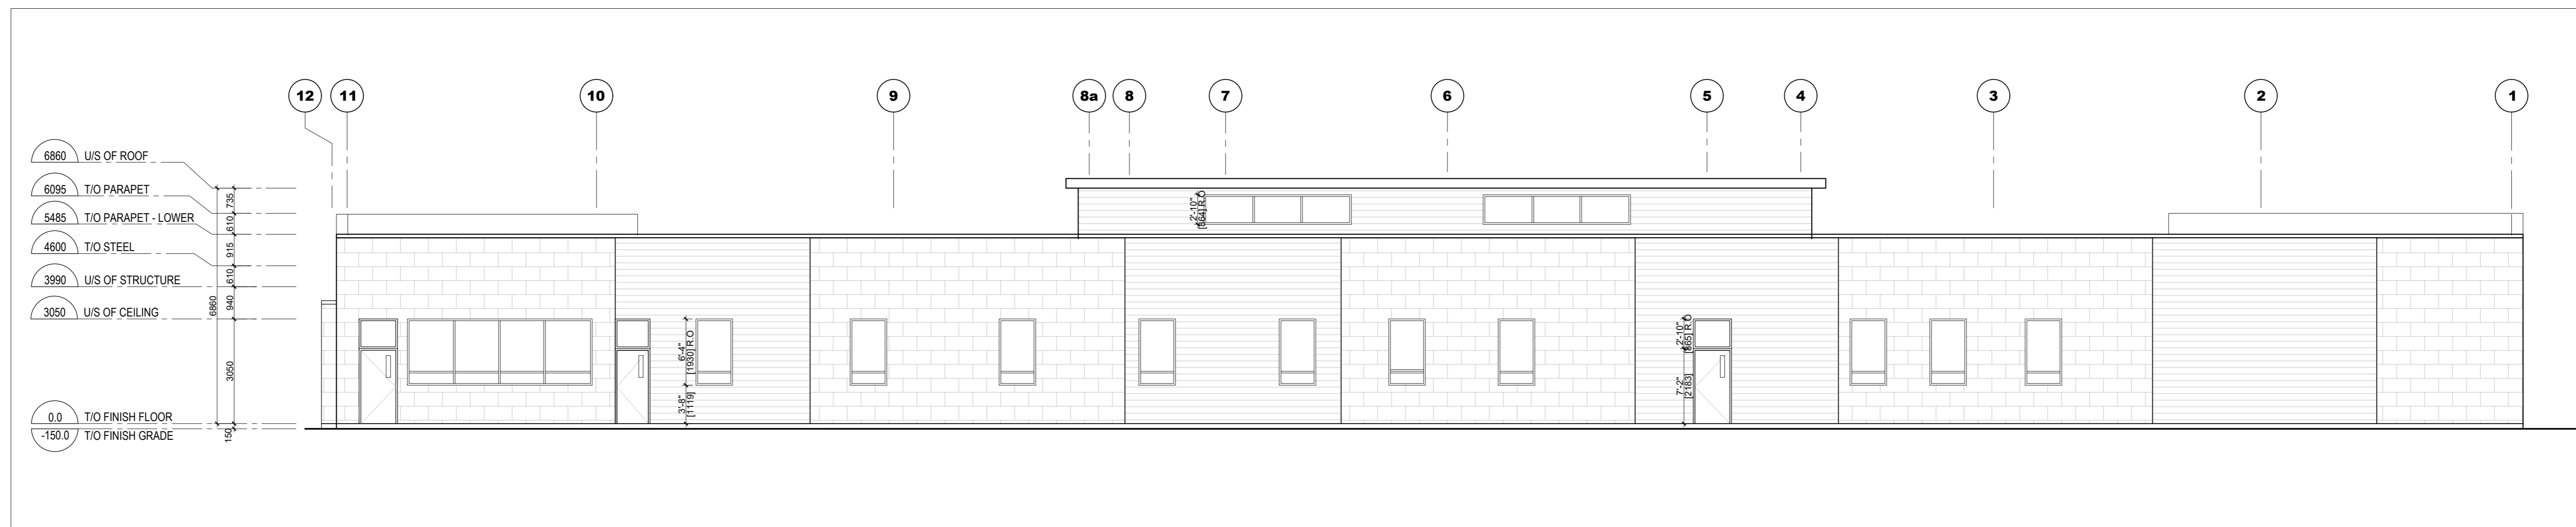 12 11 10 9 8a 8 7 6 5 4 3 2 1
6860 U/S OF ROOF
6095 T/O PARAPET
5485 T/O PARAPET - LOWER
4600 T/O STEEL
3990 U/S OF STRUCTURE
3050 U/S OF CEILING
0.0 T/O FINISH FLOOR
-150.0 T/O FINISH GRADE
6860
735
610
915
610
940
3050
150
6'-4"
[1930] R.O
3'-8"
[1119]
2'-10"
[864] R.O
2'-10"
[865] R.O
7'-2"
[2183]